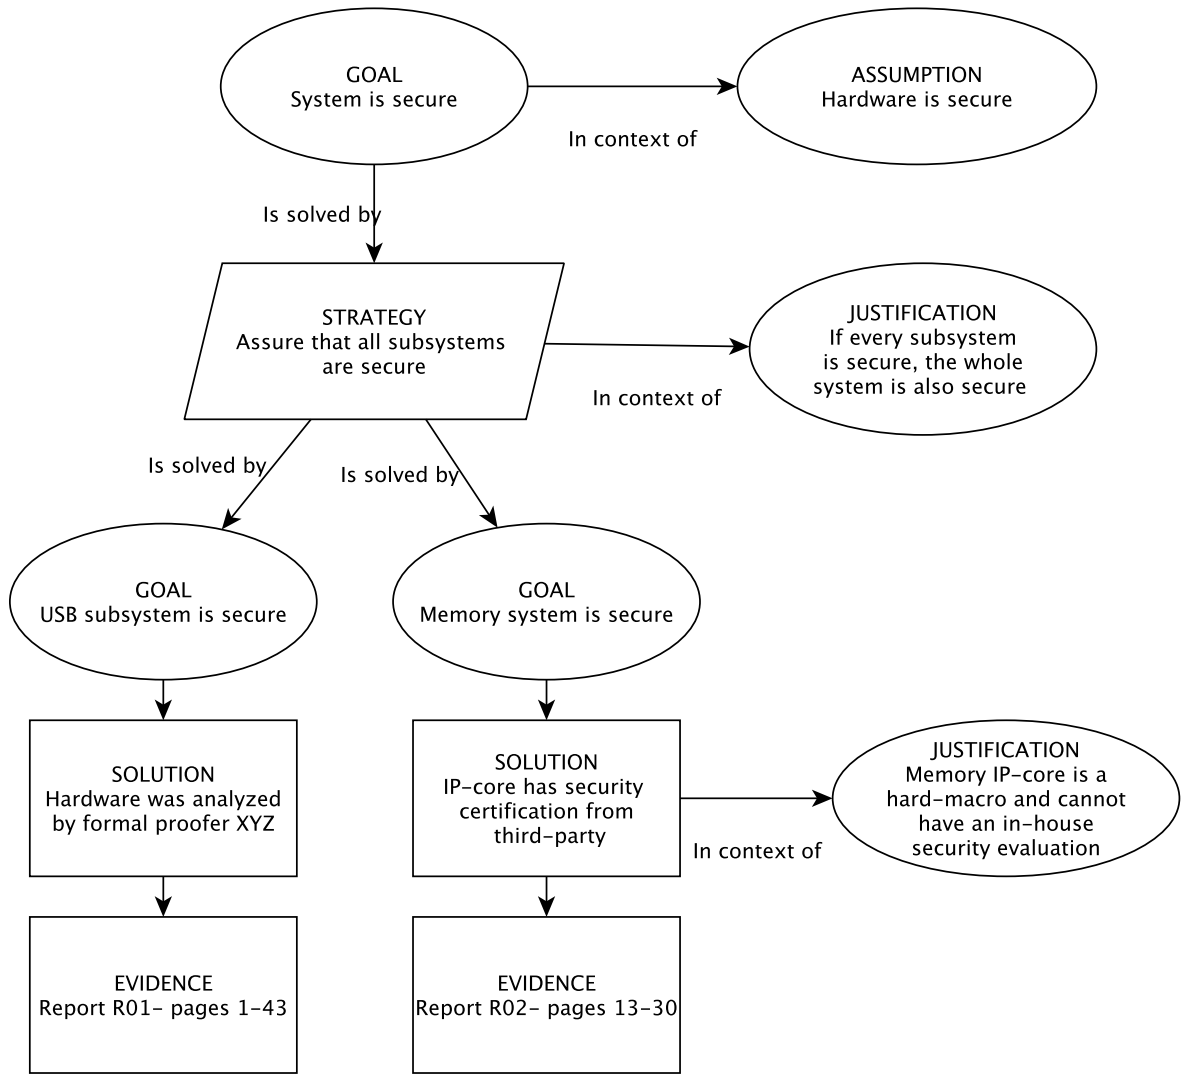 GOAL
System is secure
ASSUMPTION
Hardware is secure
In context of
Is solved by
STRATEGY
Assure that all subsystems
are secure
JUSTIFICATION
If every subsystem
is secure, the whole
system is also secure
In context of
Is solved by
Is solved by
GOAL
USB subsystem is secure
GOAL
Memory system is secure
SOLUTION
Hardware was analyzed
by formal proofer XYZ
SOLUTION
IP-core has security
certification from
third-party
JUSTIFICATION
Memory IP-core is a
hard-macro and cannot
have an in-house
security evaluation
In context of
EVIDENCE
Report R01- pages 1-43
EVIDENCE
Report R02- pages 13-30